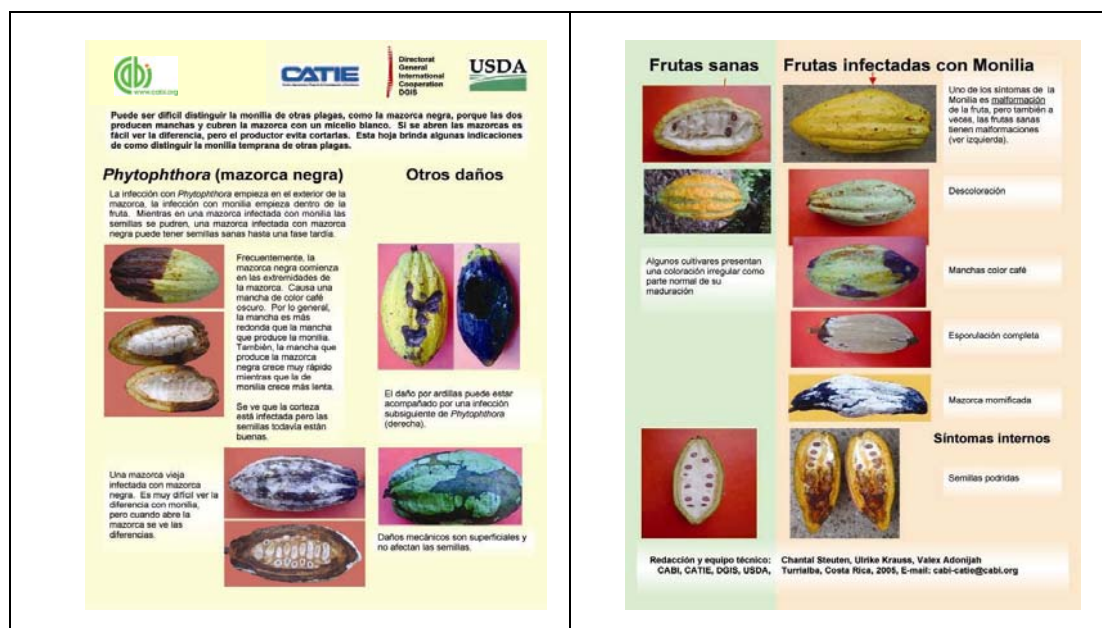 cabi
www.cabi.org
CATIE
Directorat
General
International
Cooperation
DGIS
USDA
Puede ser difícil distinguir la monilia de otras plagas, como la mazorca negra, porque las dos
producen manchas y cubren la mazorca con un micelio blanco. Si se abren las mazorcas es
fácil ver la diferencia, pero el productor evita cortarlas. Esta hoja brinda algunas indicaciones
de como distinguir la monilia temprana de otras plagas.
Phytophthora (mazorca negra)
La infección con Phytophthora empieza en el exterior de la
mazorca, la infección con monilia empieza dentro de la
fruta. Mientras en una mazorca infectada con monilia las
semillas se pudren, una mazorca infectada con mazorca
negra puede tener semillas sanas hasta una fase tardía.
Frecuentemente, la
mazorca negra comienza
en las extremidades de
la mazorca. Causa una
mancha de color café
oscuro. Por lo general,
la mancha es más
redonda que la mancha
que produce la monilia.
También, la mancha que
produce la mazorca
negra crece muy rápido
mientras que la de
monilia crece más lenta.
Se ve que la corteza
está infectada pero las
semillas todavía están
buenas.
Una mazorca vieja
infectada con mazorca
negra. Es muy difícil ver la
diferencia con monilia,
pero cuando abre la
mazorca se ve las
diferencias.
Otros daños
El daño por ardillas puede estar
acompañado por una infección
subsiguiente de Phytophthora
(derecha).
Daños mecánicos son superficiales y
no afectan las semillas.
Frutas sanas
Algunos cultivares presentan
una coloración irregular como
parte normal de su
maduración
Frutas infectadas con Monilia
Uno de los síntomas de la
Monilia es malformación
de la fruta, pero también a
veces, las frutas sanas
tienen malformaciones
(ver izquierda).
Descoloración
Manchas color café
Esporulación completa
Mazorca momificada
Síntomas internos
Semillas podridas
Redacción y equipo técnico: Chantal Steuten, Ulrike Krauss, Valex Adonijah
CABI, CATIE, DGIS, USDA, Turrialba, Costa Rica, 2005, E-mail: cabi-catie@cabi.org